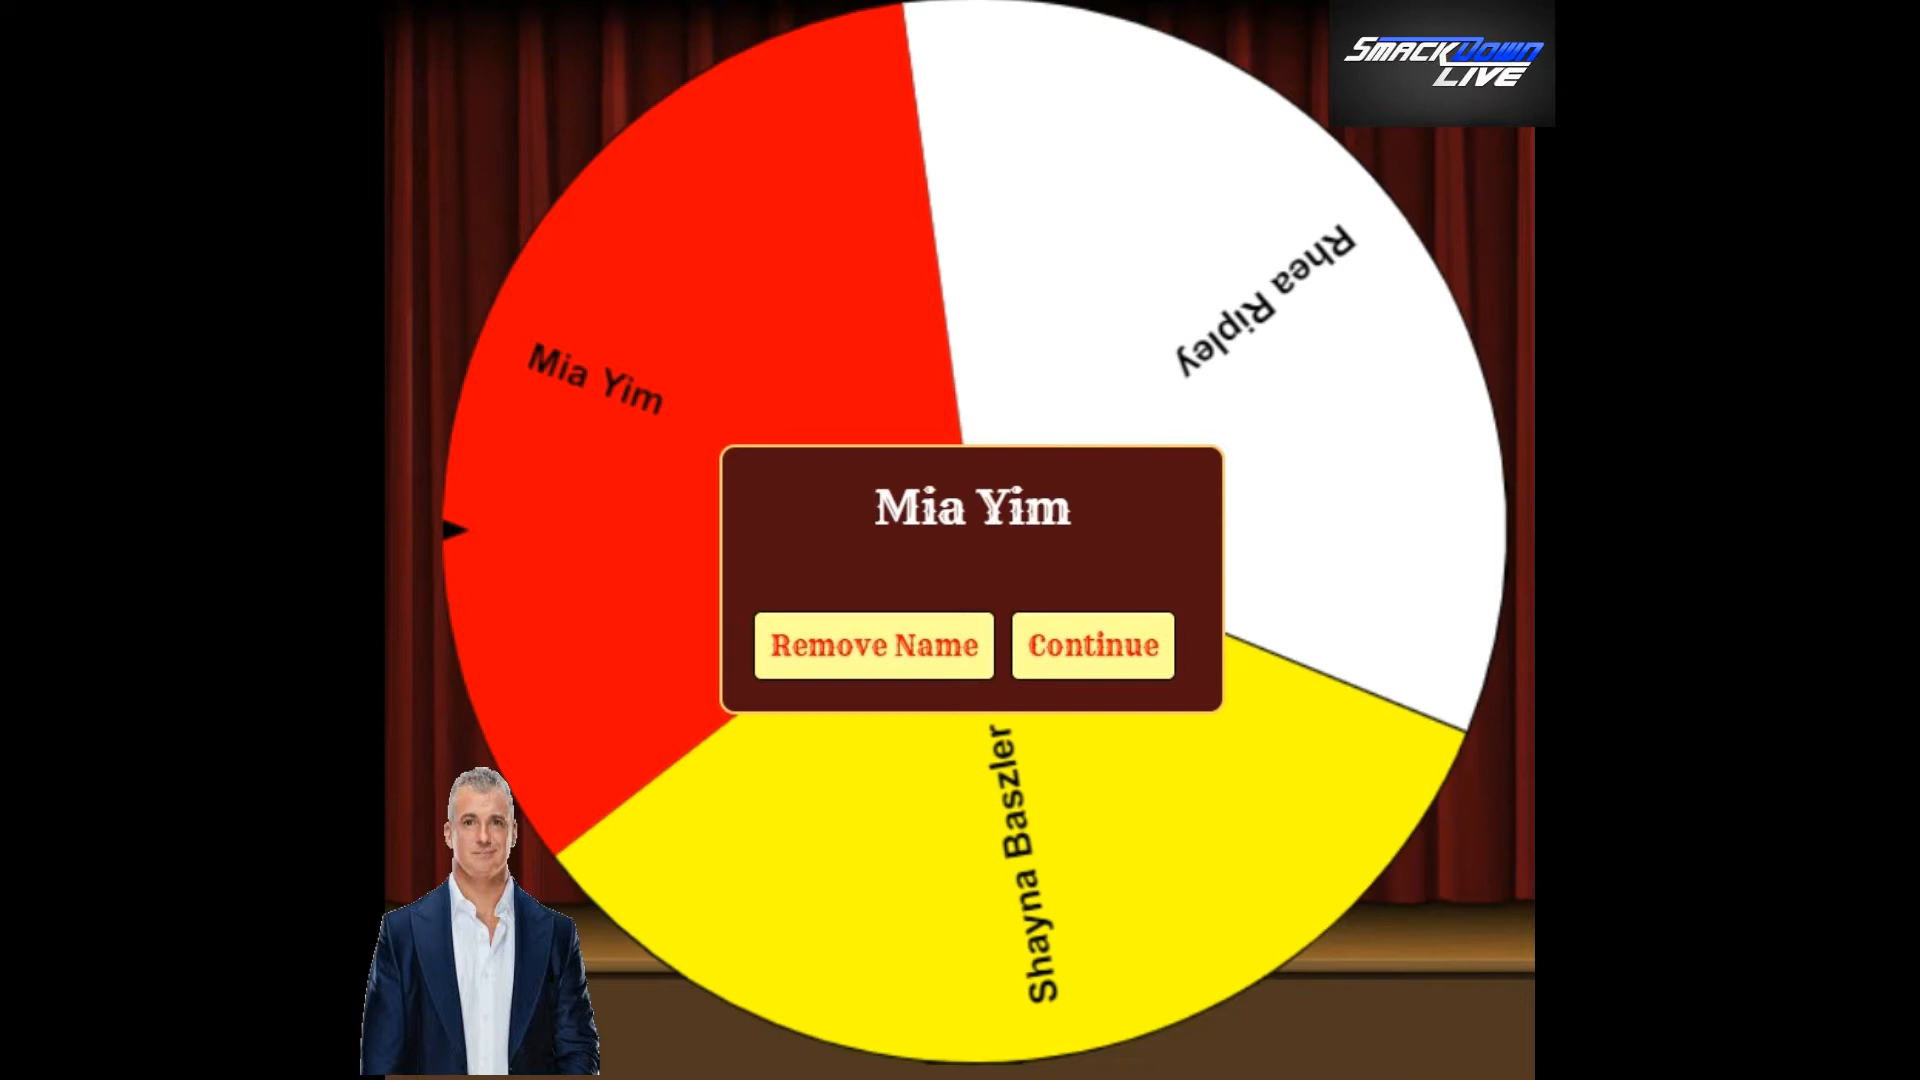 SMACKDOWN
LIVE
Rhea Ripley
Mia Yim
Mia Yim
Remove Name
Continue
Shayna Baszler